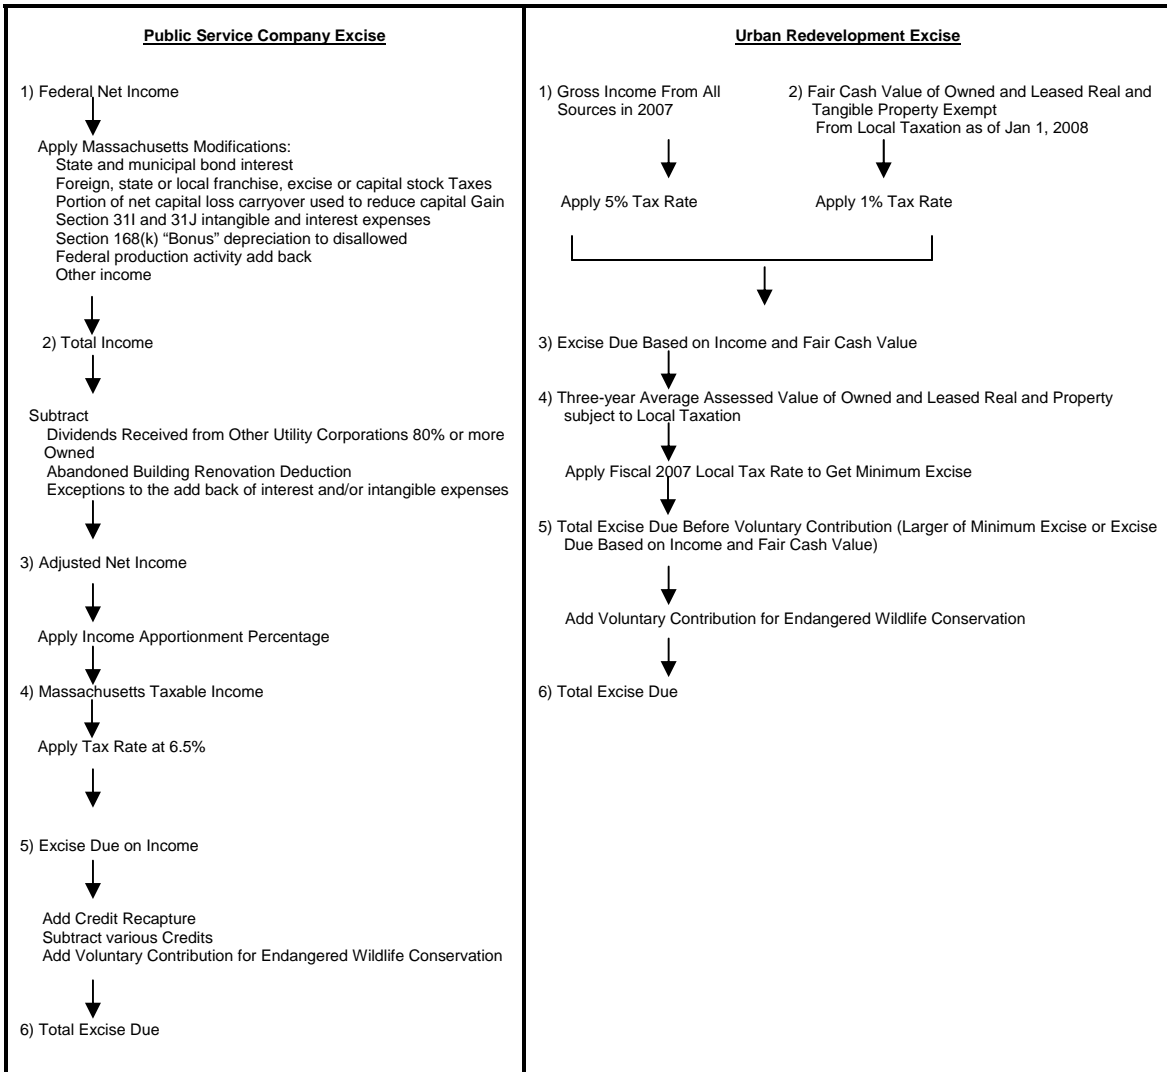 Public Service Company Excise
1) Federal Net Income
Apply Massachusetts Modifications:
State and municipal bond interest
Foreign, state or local franchise, excise or capital stock Taxes
Portion of net capital loss carryover used to reduce capital Gain
Section 31I and 31J intangible and interest expenses
Section 168(k) “Bonus” depreciation to disallowed
Federal production activity add back
Other income
2) Total Income
Subtract
Dividends Received from Other Utility Corporations 80% or more
Owned
Abandoned Building Renovation Deduction
Exceptions to the add back of interest and/or intangible expenses
3) Adjusted Net Income
Apply Income Apportionment Percentage
4) Massachusetts Taxable Income
Apply Tax Rate at 6.5%
5) Excise Due on Income
Add Credit Recapture
Subtract various Credits
Add Voluntary Contribution for Endangered Wildlife Conservation
6) Total Excise Due
Urban Redevelopment Excise
1) Gross Income From All
Sources in 2007
2) Fair Cash Value of Owned and Leased Real and
Tangible Property Exempt
From Local Taxation as of Jan 1, 2008
Apply 5% Tax Rate
Apply 1% Tax Rate
3) Excise Due Based on Income and Fair Cash Value
4) Three-year Average Assessed Value of Owned and Leased Real and Property
subject to Local Taxation
Apply Fiscal 2007 Local Tax Rate to Get Minimum Excise
5) Total Excise Due Before Voluntary Contribution (Larger of Minimum Excise or Excise
Due Based on Income and Fair Cash Value)
Add Voluntary Contribution for Endangered Wildlife Conservation
6) Total Excise Due